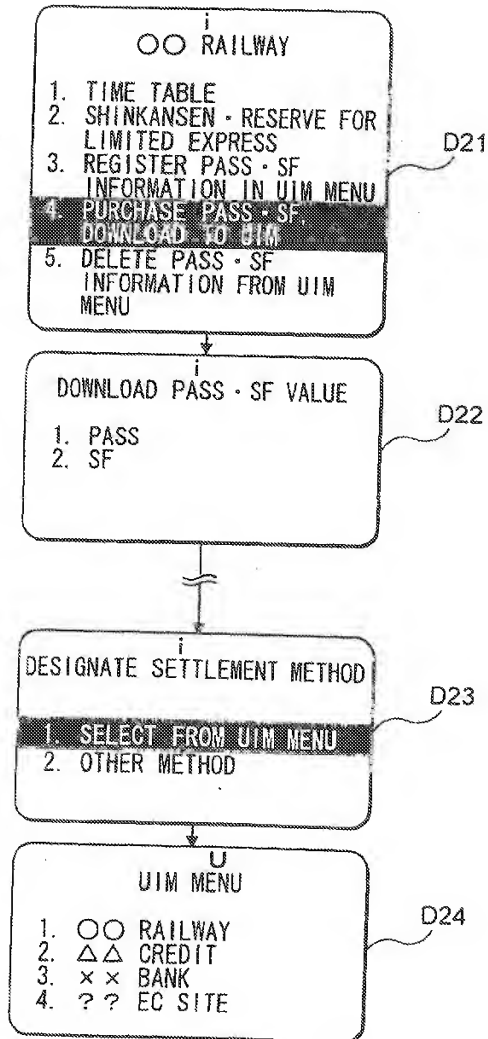 i
○○ RAILWAY
1. TIME TABLE
2. SHINKANSEN・RESERVE FOR
LIMITED EXPRESS
3. REGISTER PASS・SF
INFORMATION IN UIM MENU
4. PURCHASE PASS・SF,
DOWNLOAD TO UIM
5. DELETE PASS・SF
INFORMATION FROM UIM
MENU
D21
i
DOWNLOAD PASS・SF VALUE
1. PASS
2. SF
D22
i
DESIGNATE SETTLEMENT METHOD
1. SELECT FROM UIM MENU
2. OTHER METHOD
D23
U
UIM MENU
1. ○○ RAILWAY
2. △△ CREDIT
3. ×× BANK
4. ?? EC SITE
D24